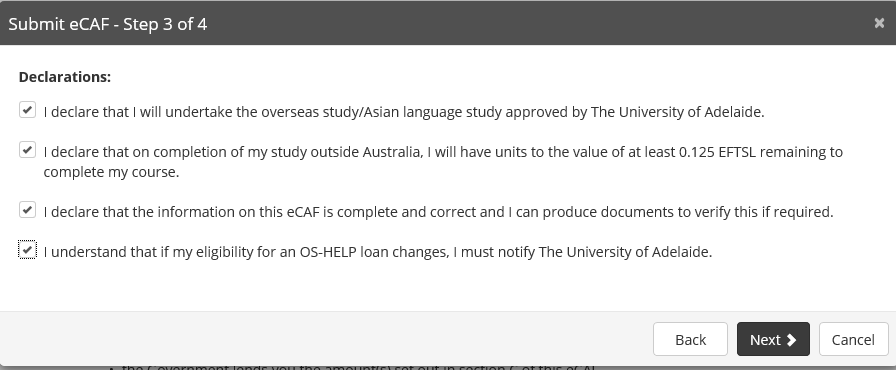 Submit eCAF - Step 3 of 4
Declarations:
I declare that I will undertake the overseas study/Asian language study approved by The University of Adelaide.
I declare that on completion of my study outside Australia, I will have units to the value of at least 0.125 EFTSL remaining to
complete my course.
I declare that the information on this eCAF is complete and correct and I can produce documents to verify this if required.
I understand that if my eligibility for an OS-HELP loan changes, I must notify The University of Adelaide.
Back Next Cancel
the Government lends you the amount(s) set out in section C of this eCAF